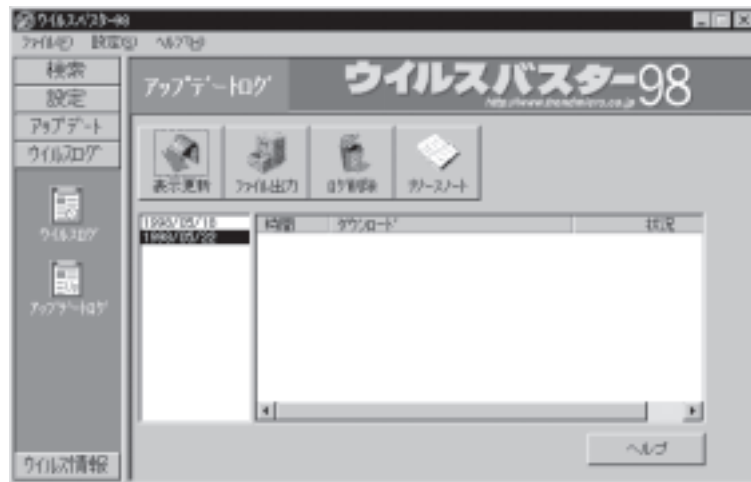 ウイルスバスター98
ファイル(F) 設定(S) ヘルプ(H)
検索
設定
アップデート
ウイルスログ
ウイルスログ
アップデートログ
ウイルス情報
アップデートログ
ウイルスバスター98
http://www.trendmicro.co.jp
表示更新 ファイル出力 ログ削除 リリースノート
1998/05/18
1998/05/22
時間 ダウンロード 状況
ヘルプ